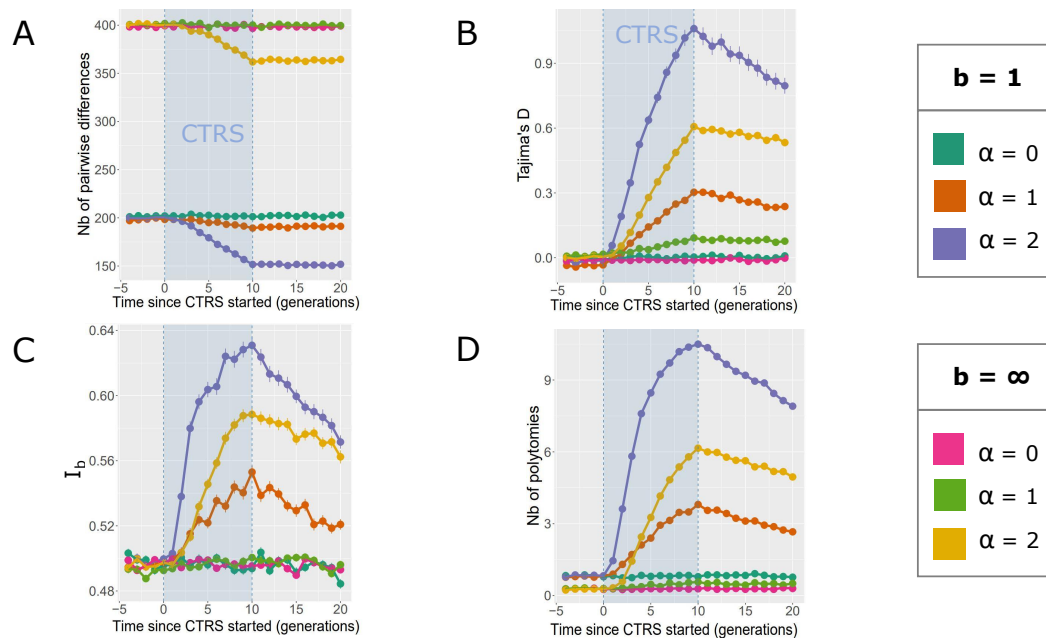 A
Nb of pairwise differences
400
350
300
250
200
150
CTRS
−5 0 5 10 15 20
Time since CTRS started (generations)
B
Tajima's D
0.9
0.6
0.3
0.0
CTRS
−5 0 5 10 15 20
Time since CTRS started (generations)
b = 1
α = 0
α = 1
α = 2
C
I_b
0.64
0.60
0.56
0.52
0.48
−5 0 5 10 15 20
Time since CTRS started (generations)
D
Nb of polytomies
9
6
3
0
−5 0 5 10 15 20
Time since CTRS started (generations)
b = ∞
α = 0
α = 1
α = 2